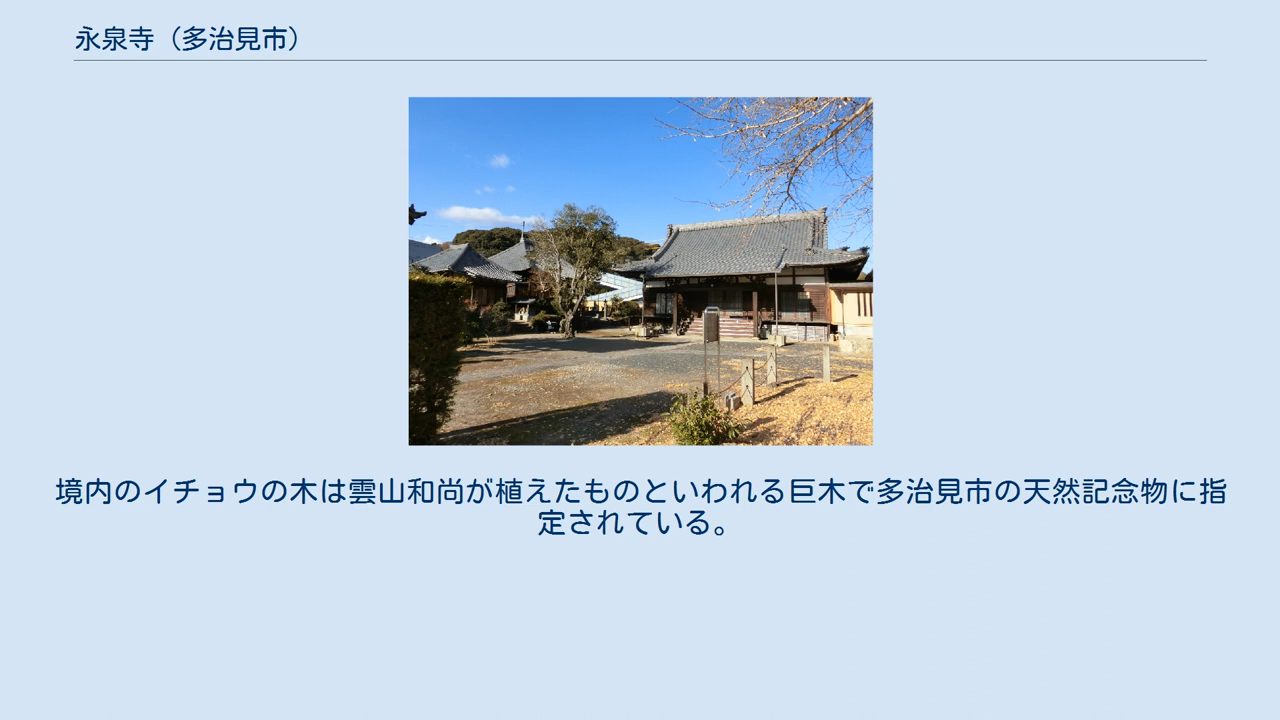 永泉寺（多治見市）
境内のイチョウの木は雲山和尚が植えたものといわれる巨木で多治見市の天然記念物に指
定されている。